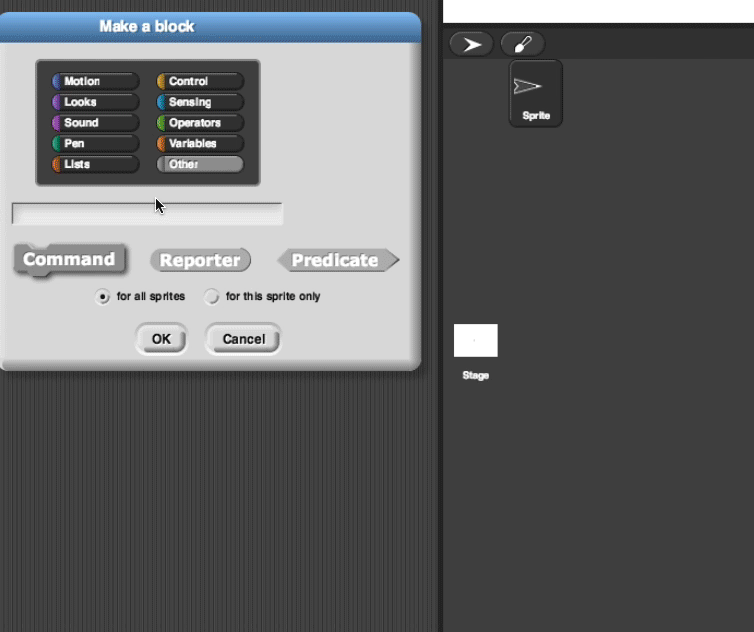 Make a block
Motion Control
Looks Sensing
Sound Operators
Pen Variables
Lists Other
Command Reporter Predicate
for all sprites for this sprite only
OK Cancel
Sprite
Stage